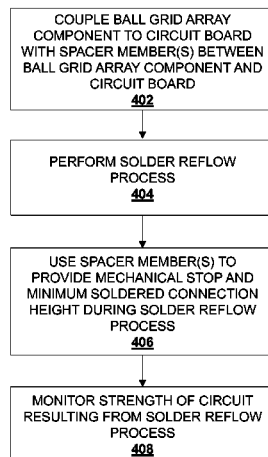 COUPLE BALL GRID ARRAY
COMPONENT TO CIRCUIT BOARD
WITH SPACER MEMBER(S) BETWEEN
BALL GRID ARRAY COMPONENT AND
CIRCUIT BOARD
402
PERFORM SOLDER REFLOW
PROCESS
404
USE SPACER MEMBER(S) TO
PROVIDE MECHANICAL STOP AND
MINIMUM SOLDERED CONNECTION
HEIGHT DURING SOLDER REFLOW
PROCESS
406
MONITOR STRENGTH OF CIRCUIT
RESULTING FROM SOLDER REFLOW
PROCESS
408